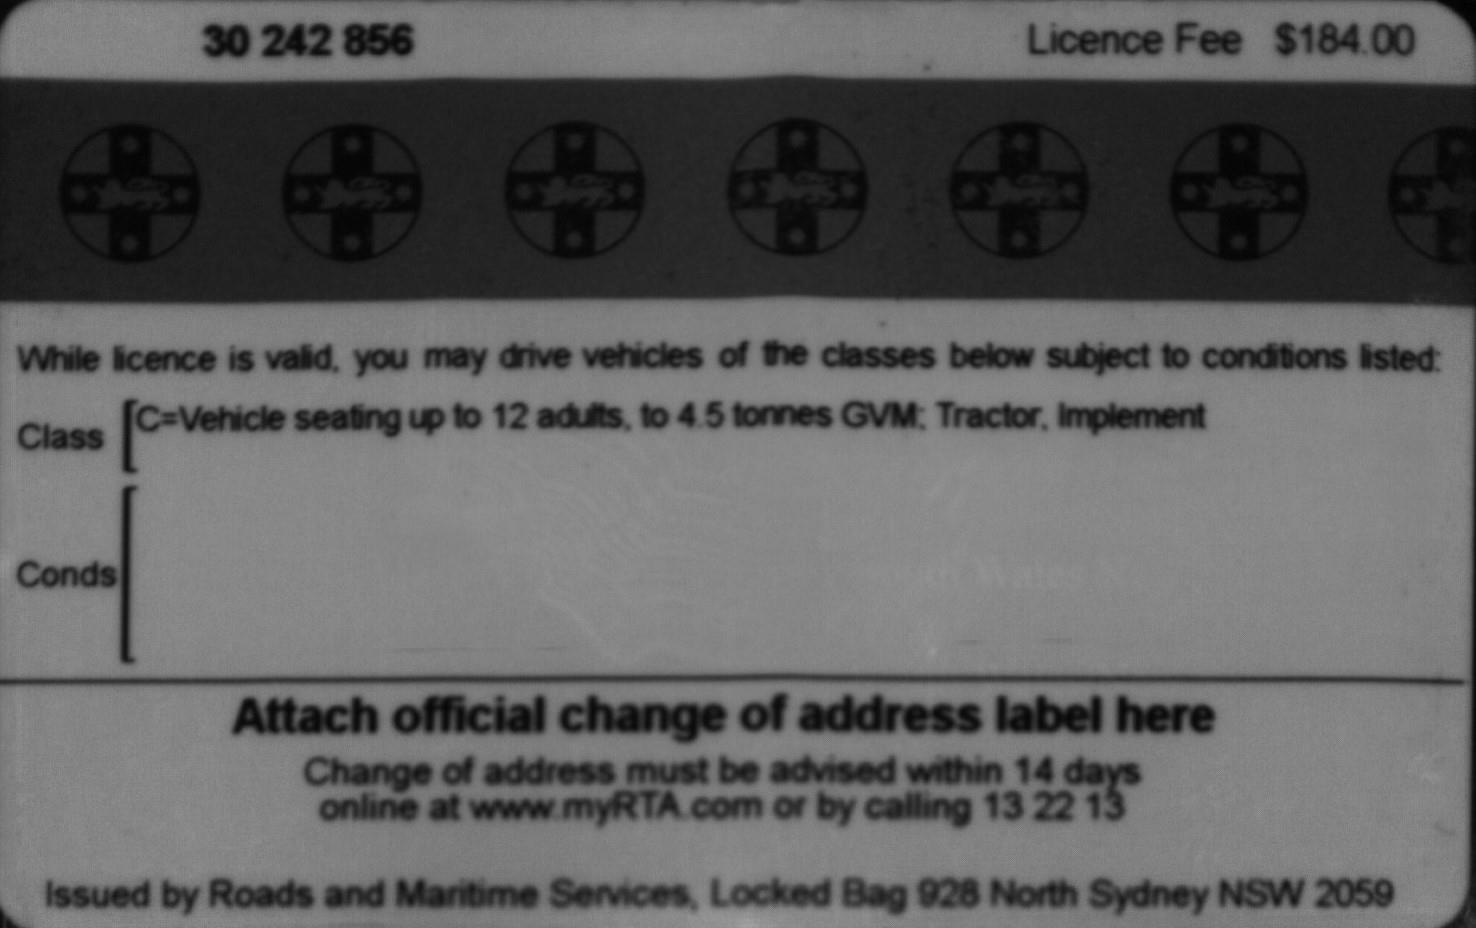 30 242 856 Licence Fee $184.00
While licence is valid, you may drive vehicles of the classes below subject to conditions listed:
Class [C=Vehicle seating up to 12 adults, to 4.5 tonnes GVM; Tractor, Implement
Conds [
Attach official change of address label here
Change of address must be advised within 14 days
online at www.myRTA.com or by calling 13 22 13
Issued by Roads and Maritime Services, Locked Bag 928 North Sydney NSW 2059